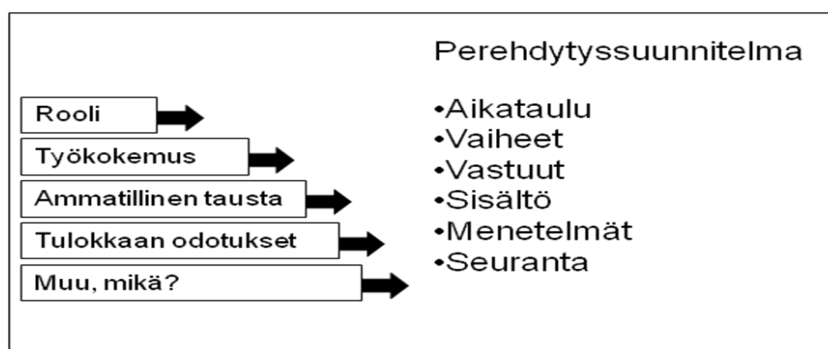 Perehdytyssuunnitelma
Rooli
Työkokemus
Ammatillinen tausta
Tulokkaan odotukset
Muu, mikä?
•Aikataulu
•Vaiheet
•Vastuut
•Sisältö
•Menetelmät
•Seuranta